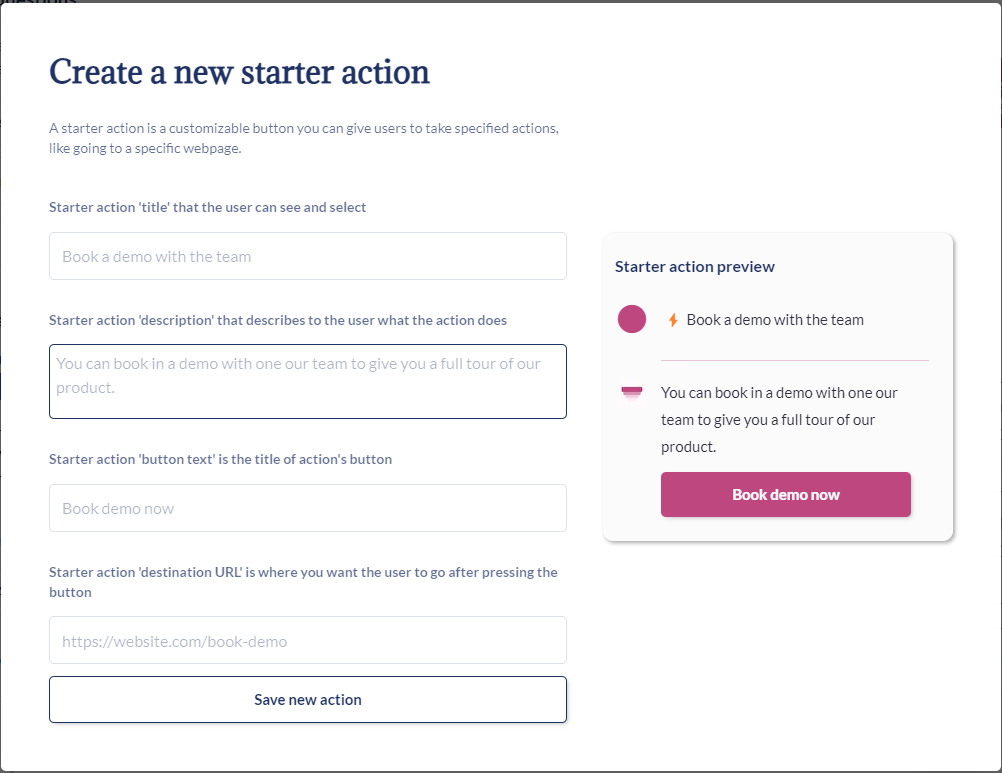 Create a new starter action
A starter action is a customizable button you can give users to take specified actions,
like going to a specific webpage.
Starter action 'title' that the user can see and select
Book a demo with the team
Starter action 'description' that describes to the user what the action does
You can book in a demo with one our team to give you a full tour of our
product.
Starter action 'button text' is the title of action's button
Book demo now
Starter action 'destination URL' is where you want the user to go after pressing the
button
https://website.com/book-demo
Save new action
Starter action preview
Book a demo with the team
You can book in a demo with one our
team to give you a full tour of our
product.
Book demo now